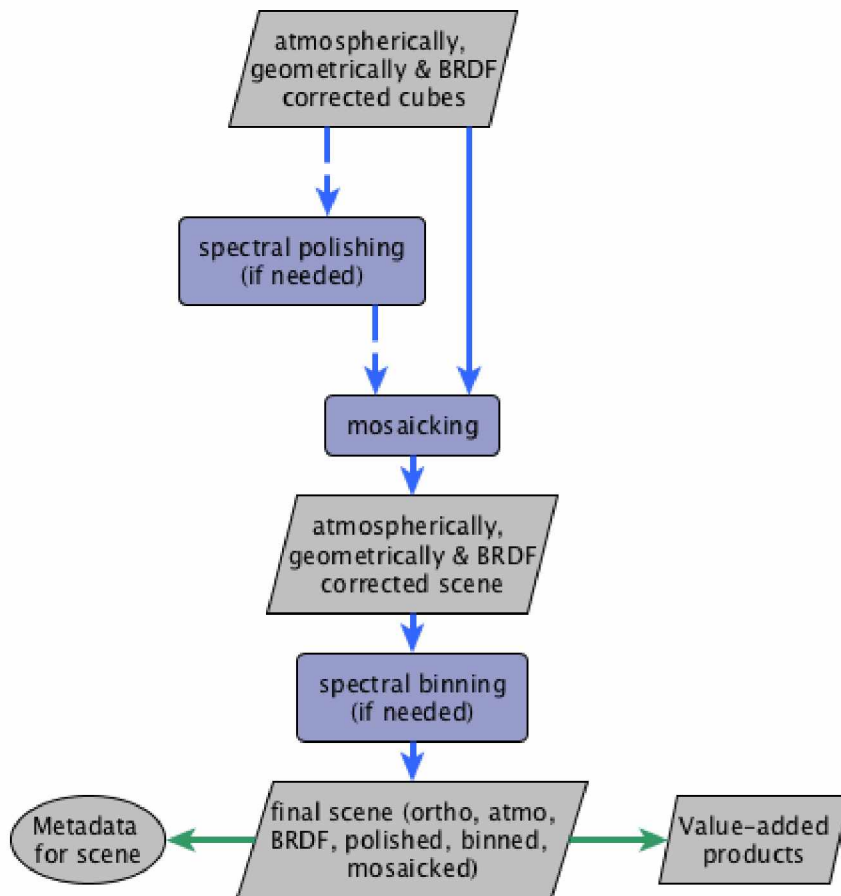 atmospherically,
geometrically & BRDF
corrected cubes
spectral polishing
(if needed)
mosaicking
atmospherically,
geometrically & BRDF
corrected scene
spectral binning
(if needed)
Metadata
for scene
final scene (ortho, atmo,
BRDF, polished, binned,
mosaicked)
Value-added
products